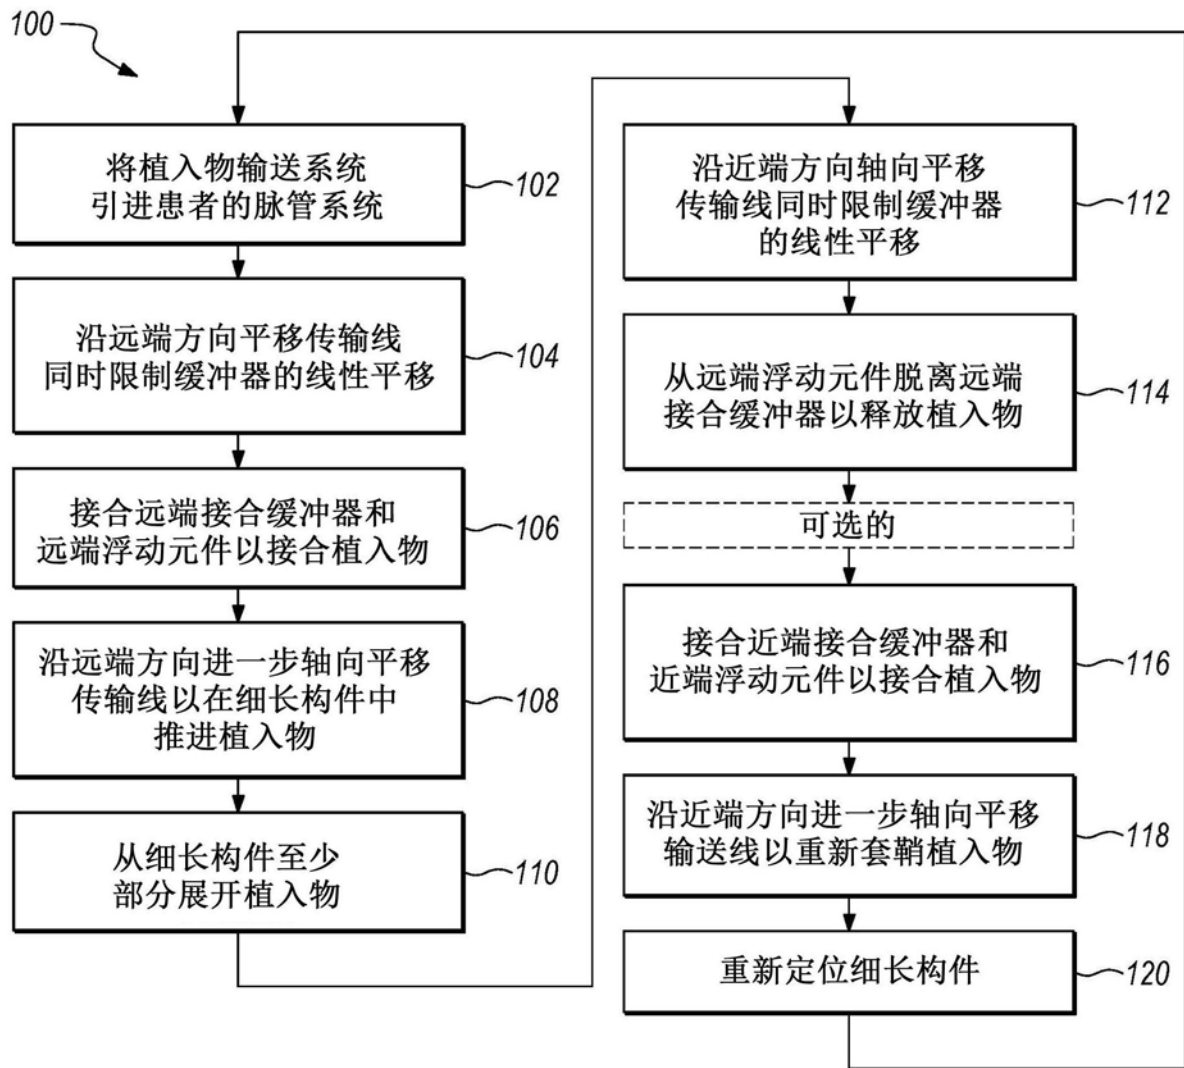 100
将植入物输送系统
引进患者的脉管系统
102
沿远端方向平移传输线
同时限制缓冲器的线性平移
104
接合远端接合缓冲器和
远端浮动元件以接合植入物
106
沿远端方向进一步轴向平移
传输线以在细长构件中
推进植入物
108
从细长构件至少
部分展开植入物
110
沿近端方向轴向平移
传输线同时限制缓冲器
的线性平移
112
从远端浮动元件脱离远端
接合缓冲器以释放植入物
114
可选的
接合近端接合缓冲器和
近端浮动元件以接合植入物
116
沿近端方向进一步轴向平移
输送线以重新套鞘植入物
118
重新定位细长构件
120